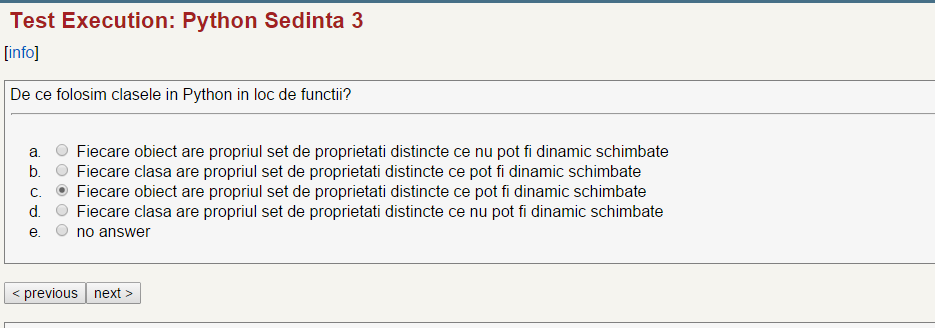 Test Execution: Python Sedinta 3
[info]
De ce folosim clasele in Python in loc de functii?
a. Fiecare obiect are propriul set de proprietati distincte ce nu pot fi dinamic schimbate
b. Fiecare clasa are propriul set de proprietati distincte ce pot fi dinamic schimbate
c. Fiecare obiect are propriul set de proprietati distincte ce pot fi dinamic schimbate
d. Fiecare clasa are propriul set de proprietati distincte ce nu pot fi dinamic schimbate
e. no answer
< previous next >